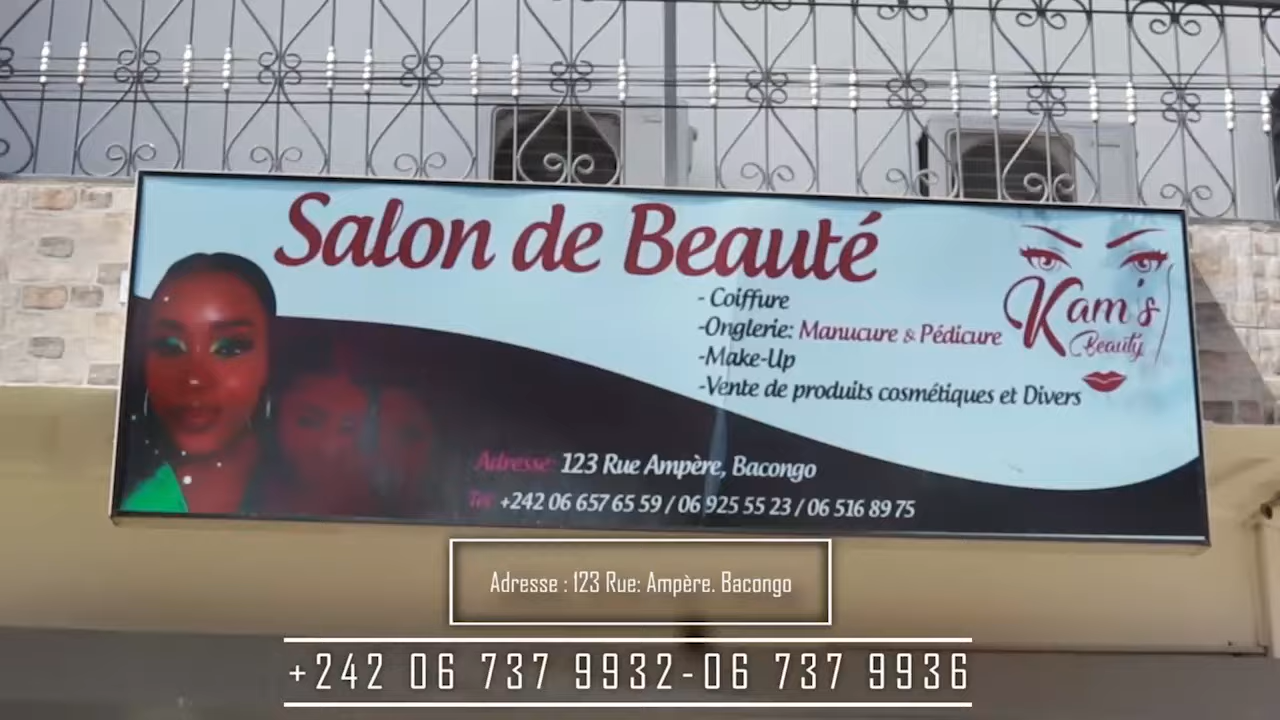 Salon de Beauté
- Coiffure
-Onglerie: Manucure & Pédicure
-Make-Up
-Vente de produits cosmétiques et Divers
Kam's
Beauty
Adresse: 123 Rue Ampère, Bacongo
Tel: +242 06 657 65 59 / 06 925 55 23 / 06 516 89 75
Adresse : 123 Rue: Ampère. Bacongo
+242 06 737 9932-06 737 9936